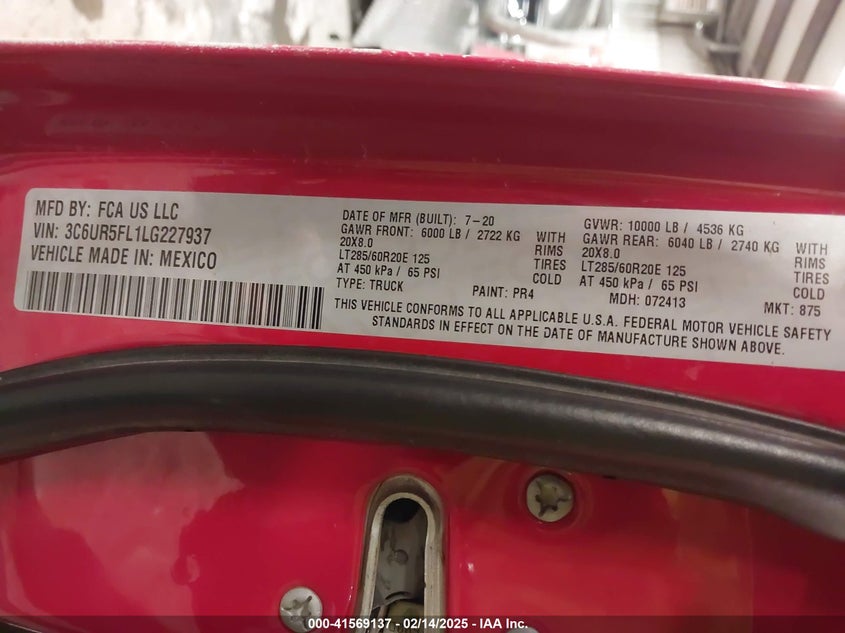 MFD BY: FCA US LLC
VIN: 3C6UR5FL1LG227937
VEHICLE MADE IN: MEXICO
DATE OF MFR (BUILT): 7-20
GAWR FRONT: 6000 LB / 2722 KG WITH
20X8.0 RIMS
LT285/60R20E 125 TIRES
AT 450 kPa / 65 PSI COLD
TYPE: TRUCK PAINT: PR4
GVWR: 10000 LB / 4536 KG
GAWR REAR: 6040 LB / 2740 KG WITH
20X8.0 RIMS
LT285/60R20E 125 TIRES
AT 450 kPa / 65 PSI COLD
MDH: 072413 MKT: 875
THIS VEHICLE CONFORMS TO ALL APPLICABLE U.S.A. FEDERAL MOTOR VEHICLE SAFETY
STANDARDS IN EFFECT ON THE DATE OF MANUFACTURE SHOWN ABOVE.
000-41569137 - 02/14/2025 - IAA Inc.